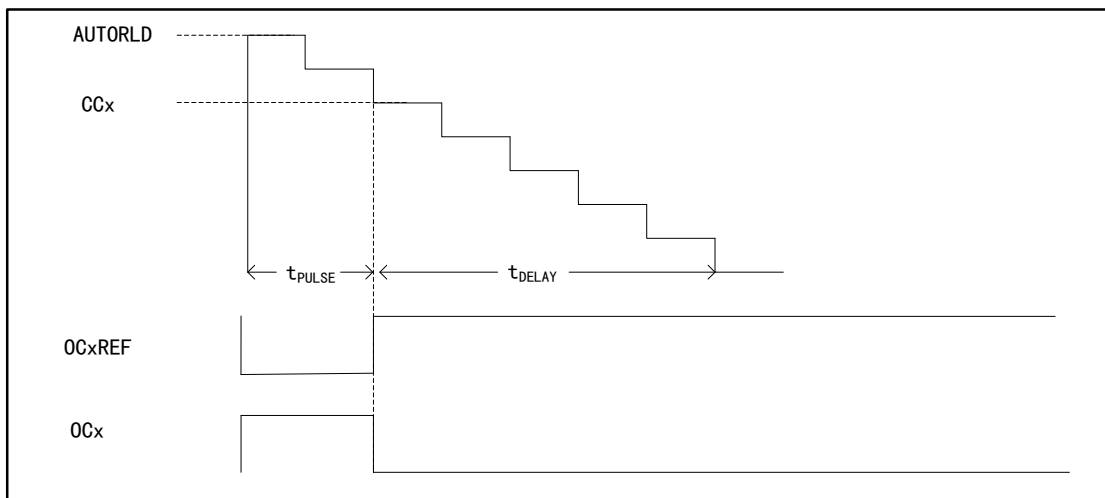 AUTORLD
CCx
tPULSE
tDELAY
OCxREF
OCx